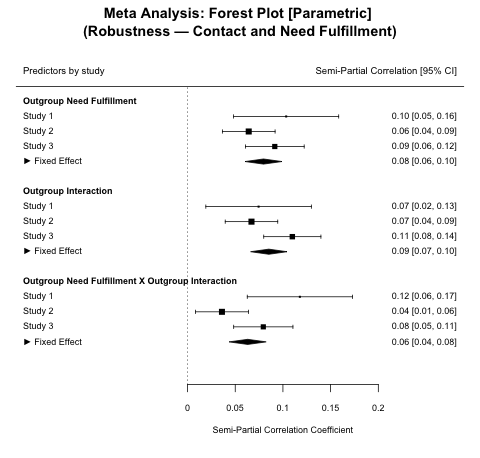 Meta Analysis: Forest Plot [Parametric]
(Robustness — Contact and Need Fulfillment)
Predictors by study Semi-Partial Correlation [95% CI]
Outgroup Need Fulfillment
Study 1 0.10 [0.05, 0.16]
Study 2 0.06 [0.04, 0.09]
Study 3 0.09 [0.06, 0.12]
► Fixed Effect 0.08 [0.06, 0.10]
Outgroup Interaction
Study 1 0.07 [0.02, 0.13]
Study 2 0.07 [0.04, 0.09]
Study 3 0.11 [0.08, 0.14]
► Fixed Effect 0.09 [0.07, 0.10]
Outgroup Need Fulfillment X Outgroup Interaction
Study 1 0.12 [0.06, 0.17]
Study 2 0.04 [0.01, 0.06]
Study 3 0.08 [0.05, 0.11]
► Fixed Effect 0.06 [0.04, 0.08]
0 0.05 0.1 0.15 0.2
Semi-Partial Correlation Coefficient